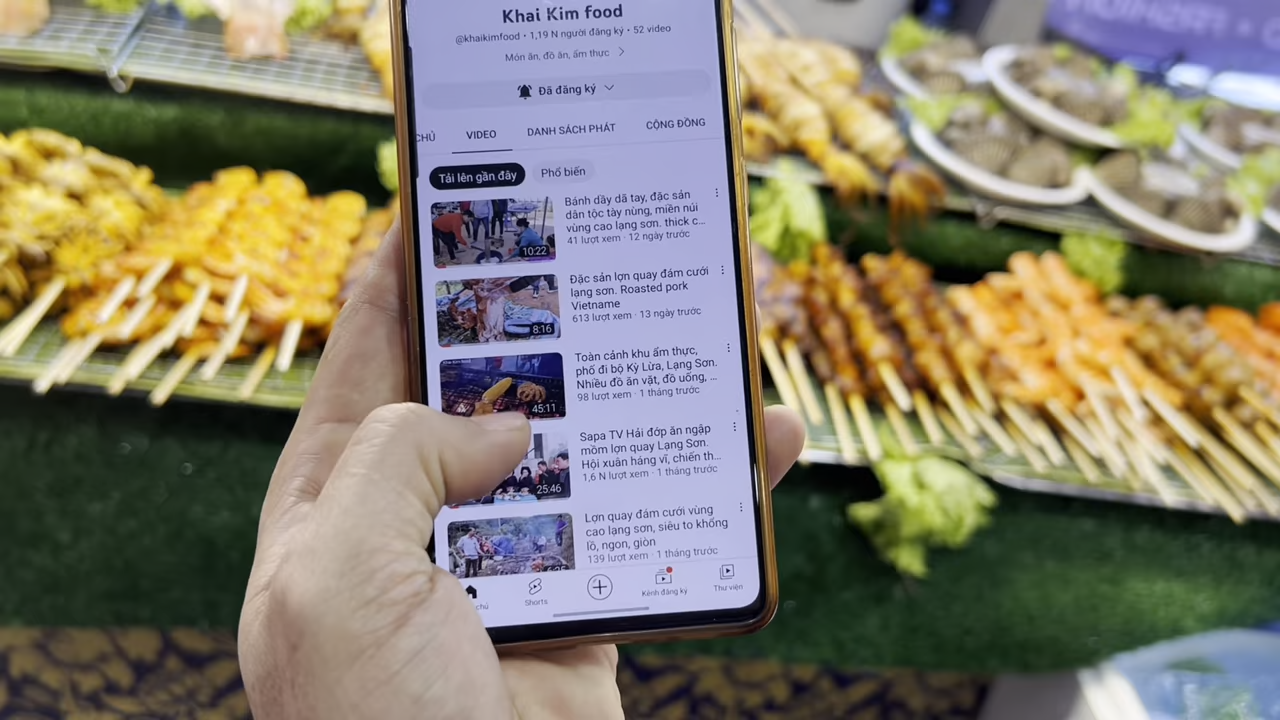 Khai Kim food
@khaikimfood • 1,19 N người đăng ký • 52 video
Món ăn, đồ ăn, ẩm thực
Đã đăng ký
CHỦ VIDEO DANH SÁCH PHÁT CỘNG ĐỒNG
Tải lên gần đây Phổ biến
Bánh dầy dã tay, đặc sản
dân tộc tày nùng, miền núi
vùng cao lạng sơn. thick c...
41 lượt xem · 12 ngày trước
10:22
Đặc sản lợn quay đám cưới
lạng sơn. Roasted pork
Vietname
613 lượt xem · 13 ngày trước
8:16
Toàn cảnh khu ẩm thực,
phố đi bộ Kỳ Lừa, Lạng Sơn.
Nhiều đồ ăn vặt, đồ uống, ...
98 lượt xem · 1 tháng trước
45:11
Sapa TV Hải đớp ăn ngập
mồm lợn quay Lạng Sơn.
Hội xuân háng vĩ, chiến th...
1,6 N lượt xem · 1 tháng trước
25:46
Lợn quay đám cưới vùng
cao lạng sơn, siêu to khổng
lồ, ngon, giòn
139 lượt xem · 1 tháng trước
chủ Shorts Kênh đăng ký Thư viện